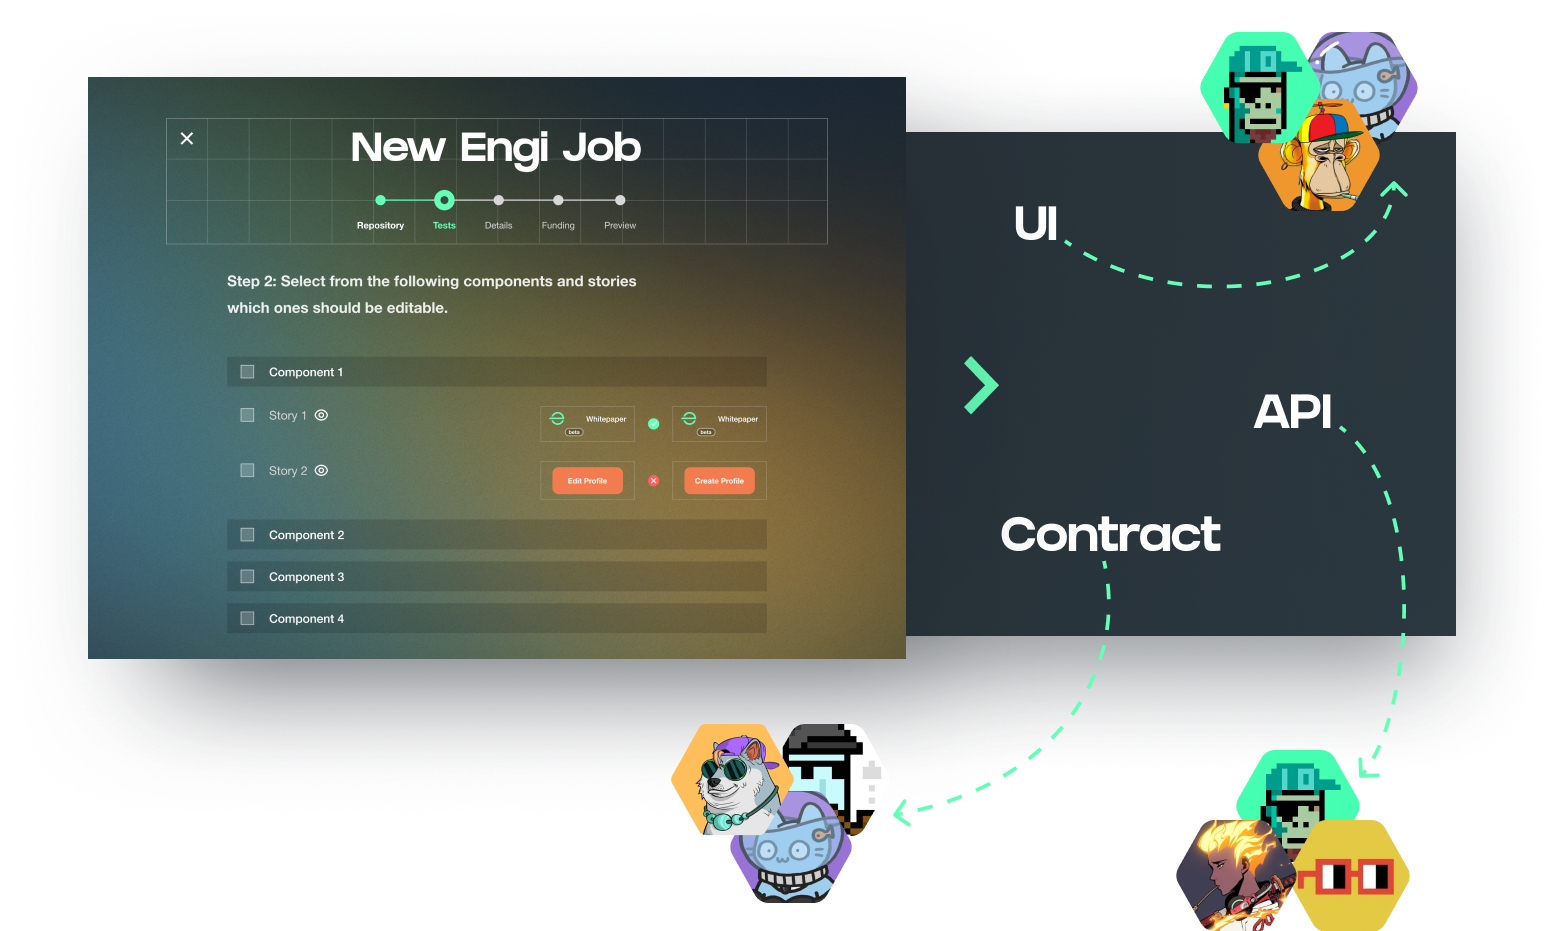 New Engi Job
Repository
Tests
Details
Funding
Preview
Step 2: Select from the following components and stories
which ones should be editable.
Component 1
Story 1
Whitepaper
beta
Whitepaper
beta
Story 2
Edit Profile
Create Profile
Component 2
Component 3
Component 4
UI
API
Contract